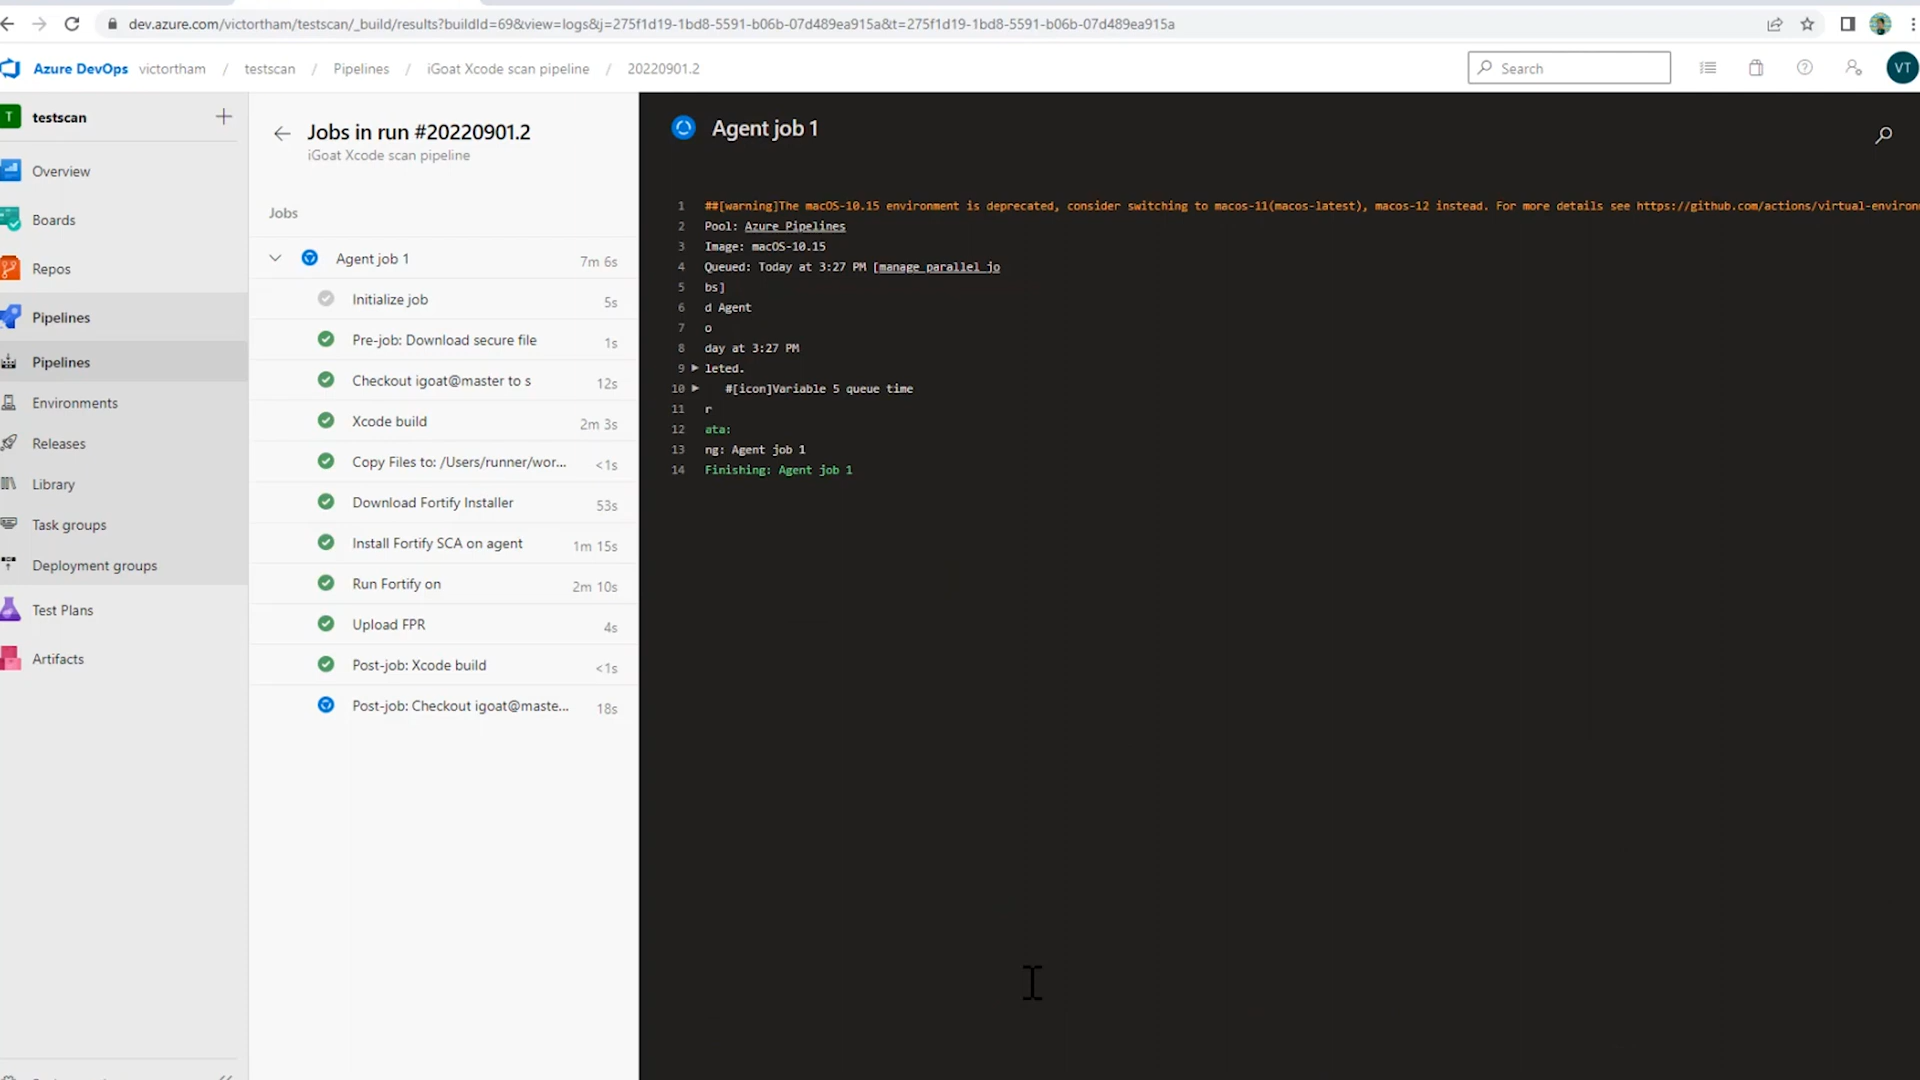 dev.azure.com/victortham/testscan/_build/results?buildId=69&view=logs&j=275f1d19-1bd8-5591-b06b-07d489ea915a&t=275f1d19-1bd8-5591-b06b-07d489ea915a
Azure DevOps victortham / testscan / Pipelines / iGoat Xcode scan pipeline / 20220901.2
Search
VT
T testscan
Overview
Boards
Repos
Pipelines
Pipelines
Environments
Releases
Library
Task groups
Deployment groups
Test Plans
Artifacts
Jobs in run #20220901.2
iGoat Xcode scan pipeline
Jobs
Agent job 1 7m 6s
Initialize job 5s
Pre-job: Download secure file 1s
Checkout igoat@master to s 12s
Xcode build 2m 3s
Copy Files to: /Users/runner/wor... <1s
Download Fortify Installer 53s
Install Fortify SCA on agent 1m 15s
Run Fortify on 2m 10s
Upload FPR 4s
Post-job: Xcode build <1s
Post-job: Checkout igoat@maste... 18s
Agent job 1
1 ##[warning]The macOS-10.15 environment is deprecated, consider switching to macos-11(macos-latest), macos-12 instead. For more details see https://github.com/actions/virtual-environ
2 Pool: Azure Pipelines
3 Image: macOS-10.15
4 Queued: Today at 3:27 PM [manage parallel jo
5 bs]
6 d Agent
7 o
8 day at 3:27 PM
9 leted.
10 #[icon]Variable 5 queue time
11 r
12 ata:
13 ng: Agent job 1
14 Finishing: Agent job 1